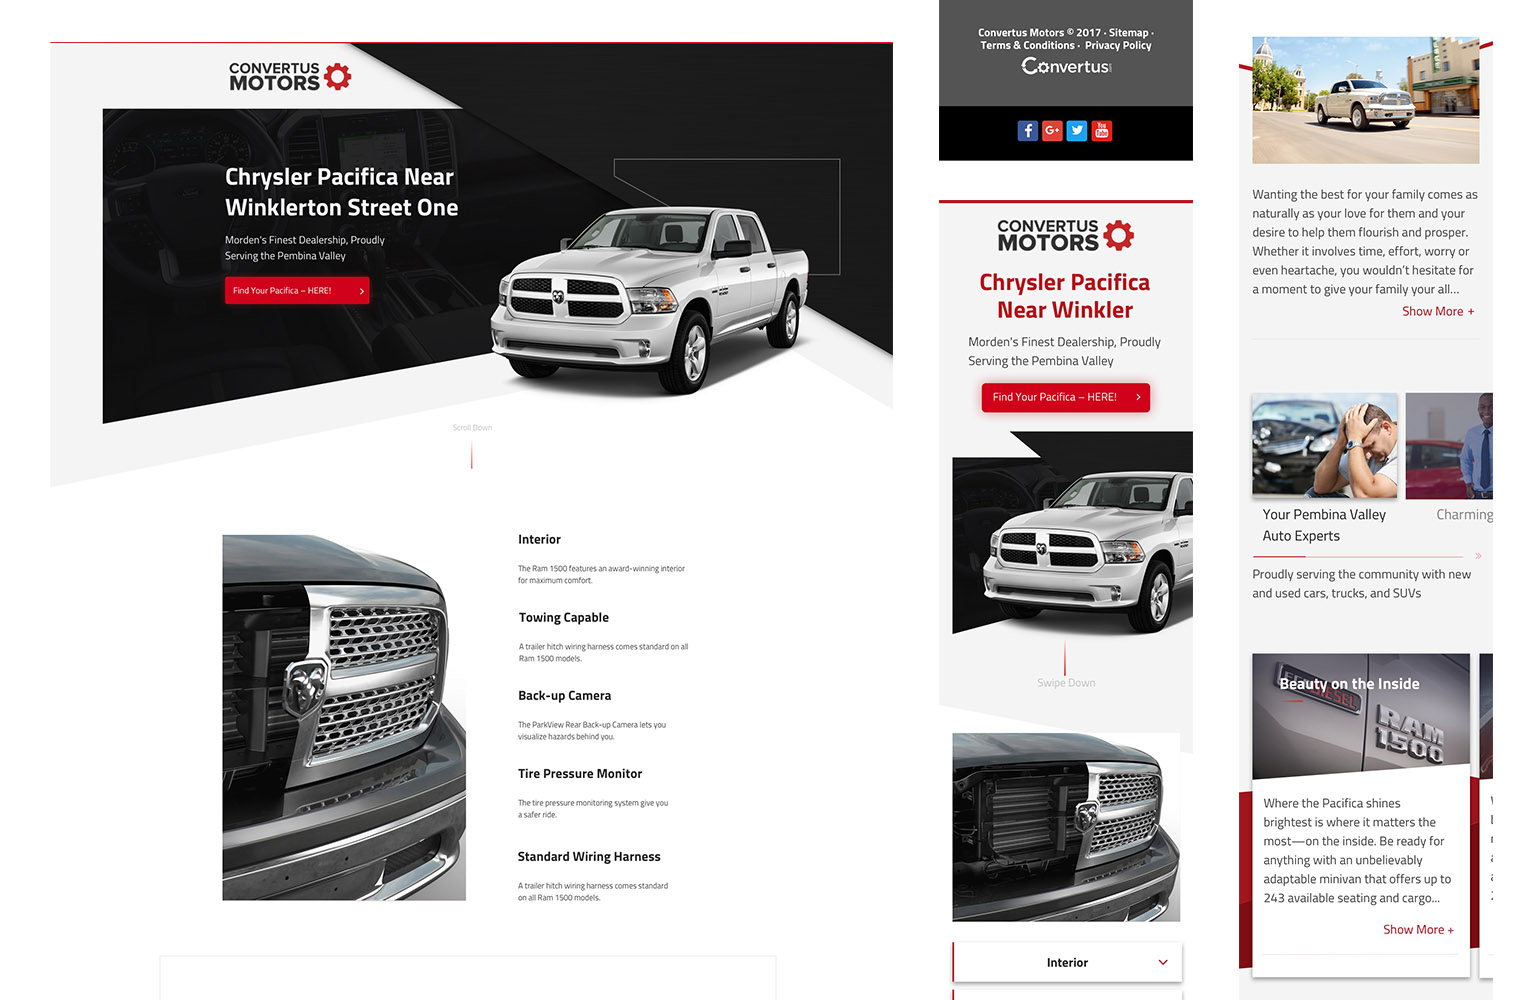 CONVERTUS
MOTORS
Chrysler Pacifica Near
Winklerton Street One
Morden's Finest Dealership, Proudly
Serving the Pembina Valley
Find Your Pacifica – HERE!
Scroll Down
Interior
The Ram 1500 features an award-winning interior
for maximum comfort.
Towing Capable
A trailer hitch wiring harness comes standard on all
Ram 1500 models.
Back-up Camera
The ParkView Rear Back-up Camera lets you
visualize hazards behind you.
Tire Pressure Monitor
The tire pressure monitoring system give you
a safer ride.
Standard Wiring Harness
A trailer hitch wiring harness comes standard
on all Ram 1500 models.
Convertus Motors © 2017 · Sitemap ·
Terms & Conditions · Privacy Policy
Convertus
You
Tube
CONVERTUS
MOTORS
Chrysler Pacifica
Near Winkler
Morden's Finest Dealership, Proudly
Serving the Pembina Valley
Find Your Pacifica – HERE!
Swipe Down
Interior
Wanting the best for your family comes as
naturally as your love for them and your
desire to help them flourish and prosper.
Whether it involves time, effort, worry or
even heartache, you wouldn't hesitate for
a moment to give your family your all...
Show More +
Your Pembina Valley
Auto Experts
Charming
Proudly serving the community with new
and used cars, trucks, and SUVs
Beauty on the Inside
RAM
1500
Where the Pacifica shines
brightest is where it matters the
most—on the inside. Be ready for
anything with an unbelievably
adaptable minivan that offers up to
243 available seating and cargo...
Show More +